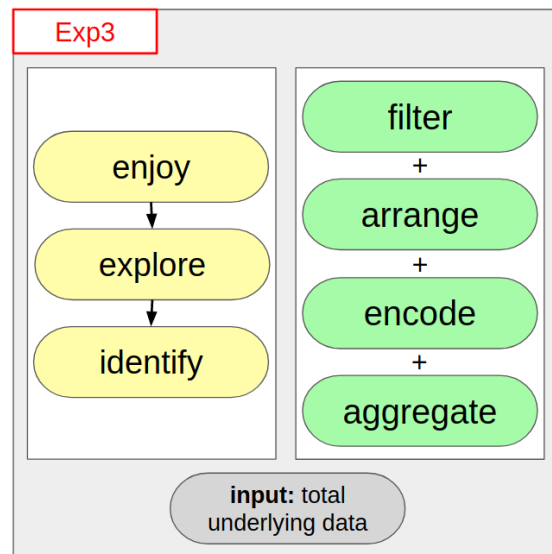 Exp3
enjoy
explore
identify
filter
+
arrange
+
encode
+
aggregate
input: total
underlying data